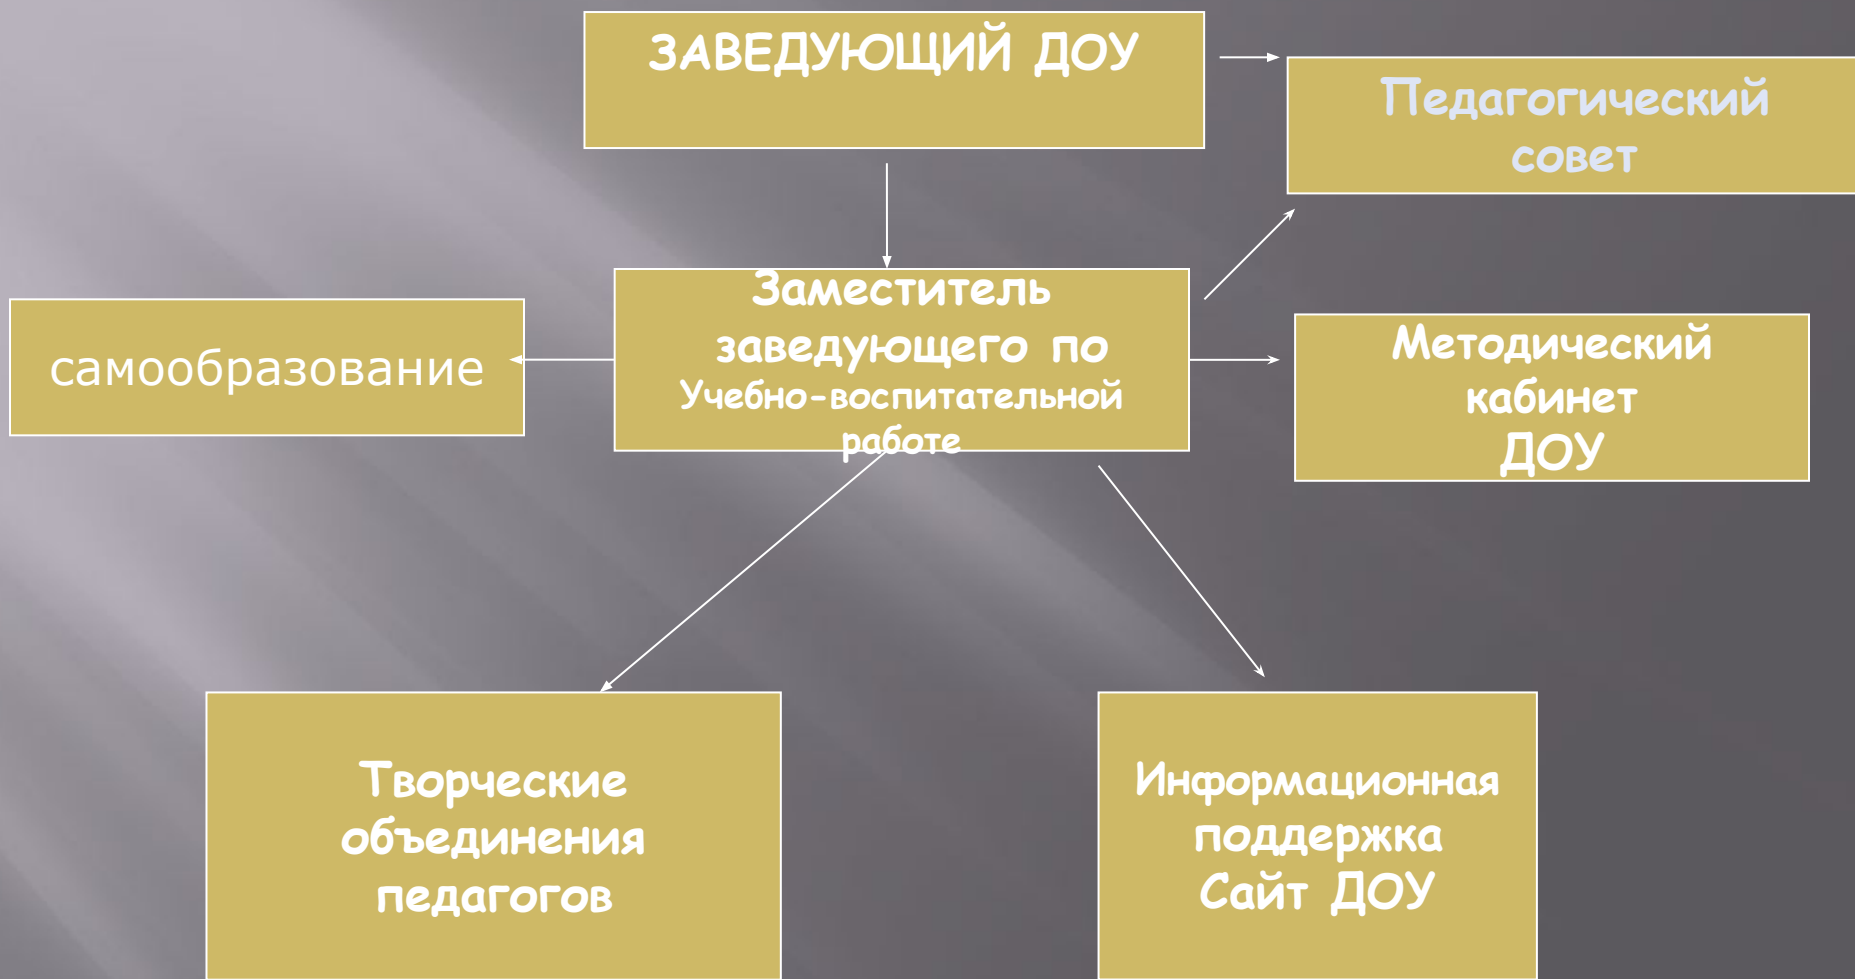 ЗАВЕДУЮЩИЙ ДОУ
Педагогический
совет
самообразование
Заместитель
заведующего по
Учебно-воспитательной
работе
Методический
кабинет
ДОУ
Творческие
объединения
педагогов
Информационная
поддержка
Сайт ДОУ